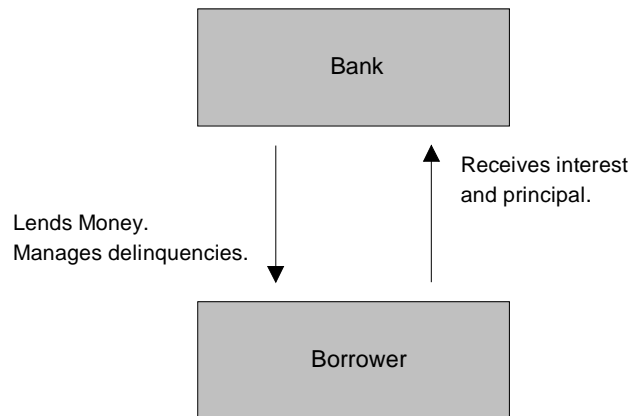 Bank
Receives interest
and principal.
Lends Money.
Manages delinquencies.
Borrower